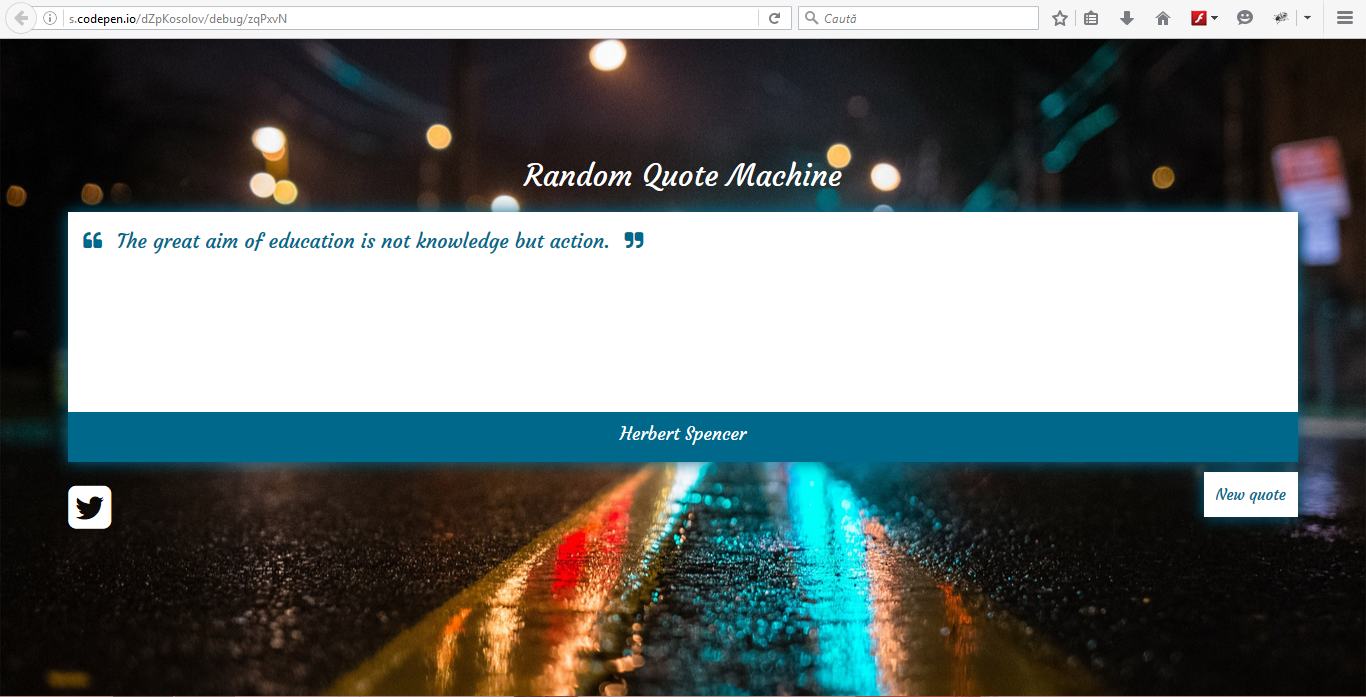 s.codepen.io/dZpKosolov/debug/zqPxvN
Caută
Random Quote Machine
❝ The great aim of education is not knowledge but action. ❞
Herbert Spencer
New quote